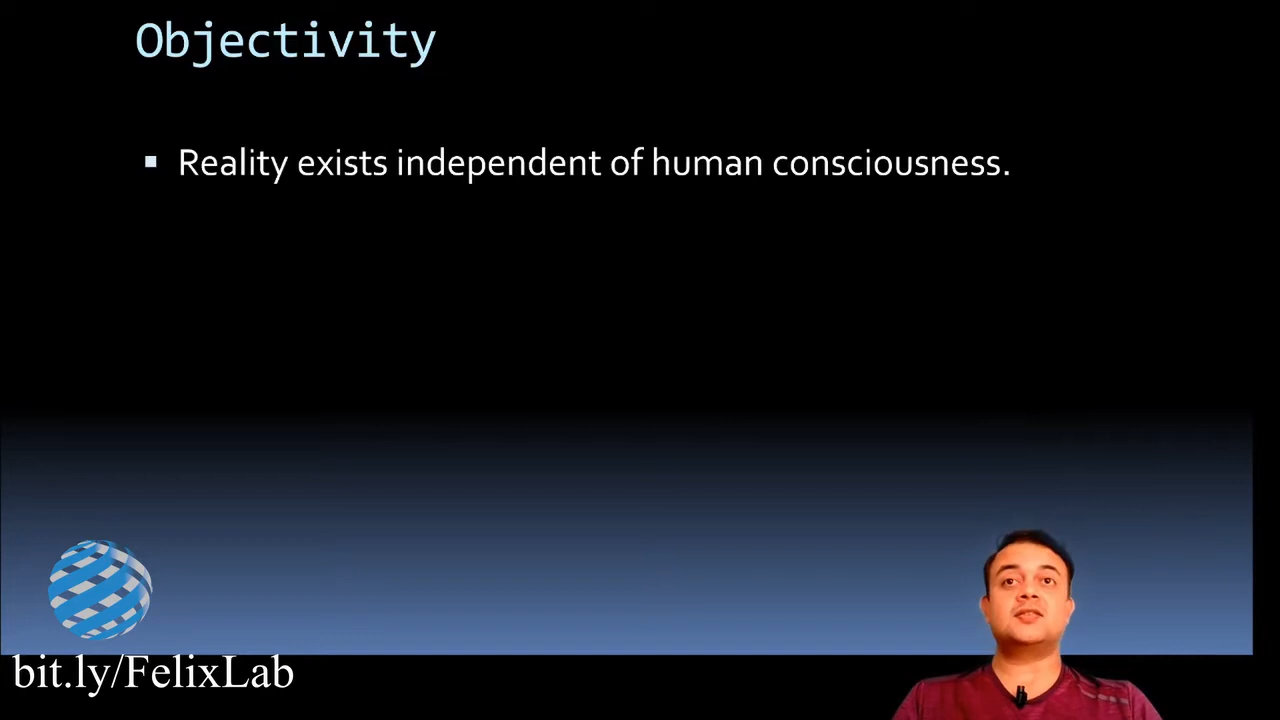 Objectivity
Reality exists independent of human consciousness.
bit.ly/FelixLab